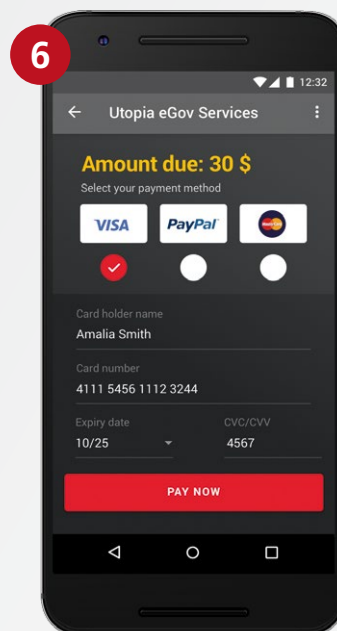 6
12:32
Utopia eGov Services
Amount due: 30 $
Select your payment method
VISA PayPal MasterCard
Card holder name
Amalia Smith
Card number
4111 5456 1112 3244
Expiry date CVC/CVV
10/25 4567
PAY NOW